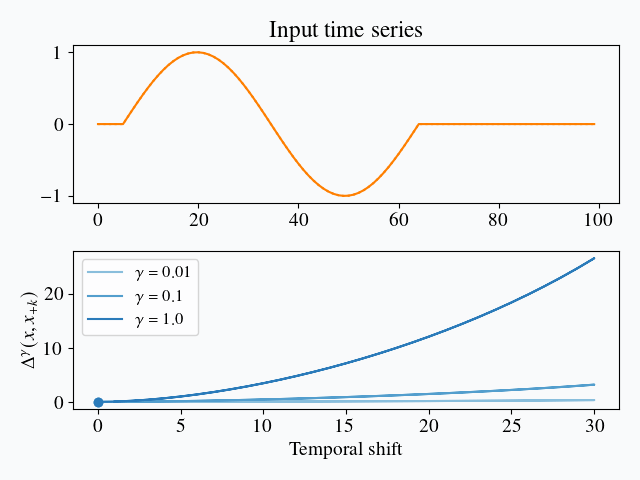 Input time series
1
0
−1
0 20 40 60 80 100
γ = 0.01
γ = 0.1
γ = 1.0
Δ^γ(x, x₊ₖ)
20
10
0
0 5 10 15 20 25 30
Temporal shift